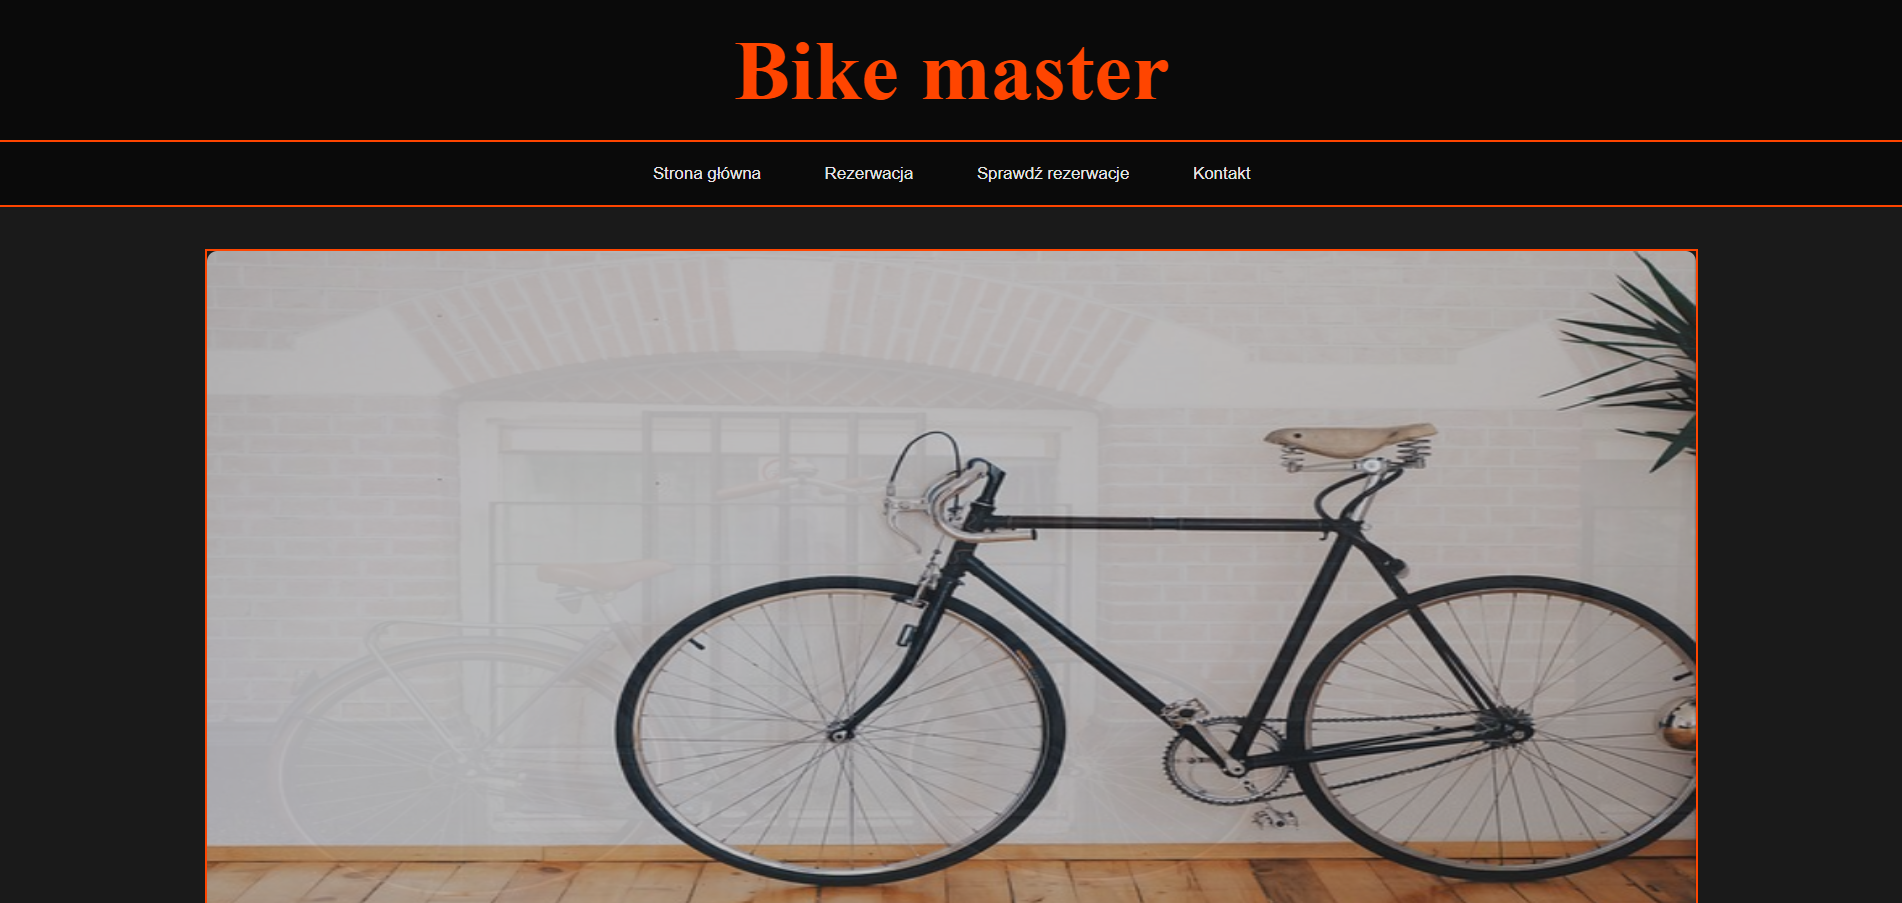 Bike master
Strona główna
Rezerwacja
Sprawdź rezerwacje
Kontakt